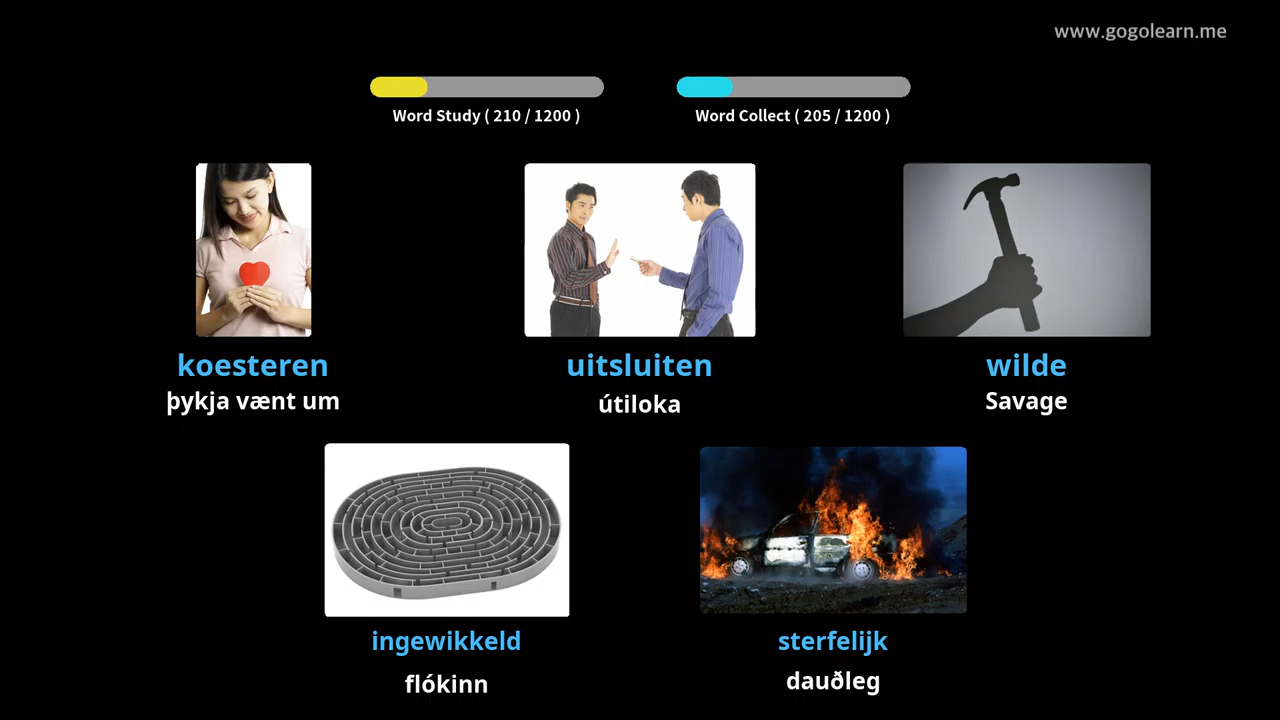 www.gogolearn.me
Word Study ( 210 / 1200 )
Word Collect ( 205 / 1200 )
koesteren
þykja vænt um
uitsluiten
útiloka
wilde
Savage
ingewikkeld
flókinn
sterfelijk
dauðleg